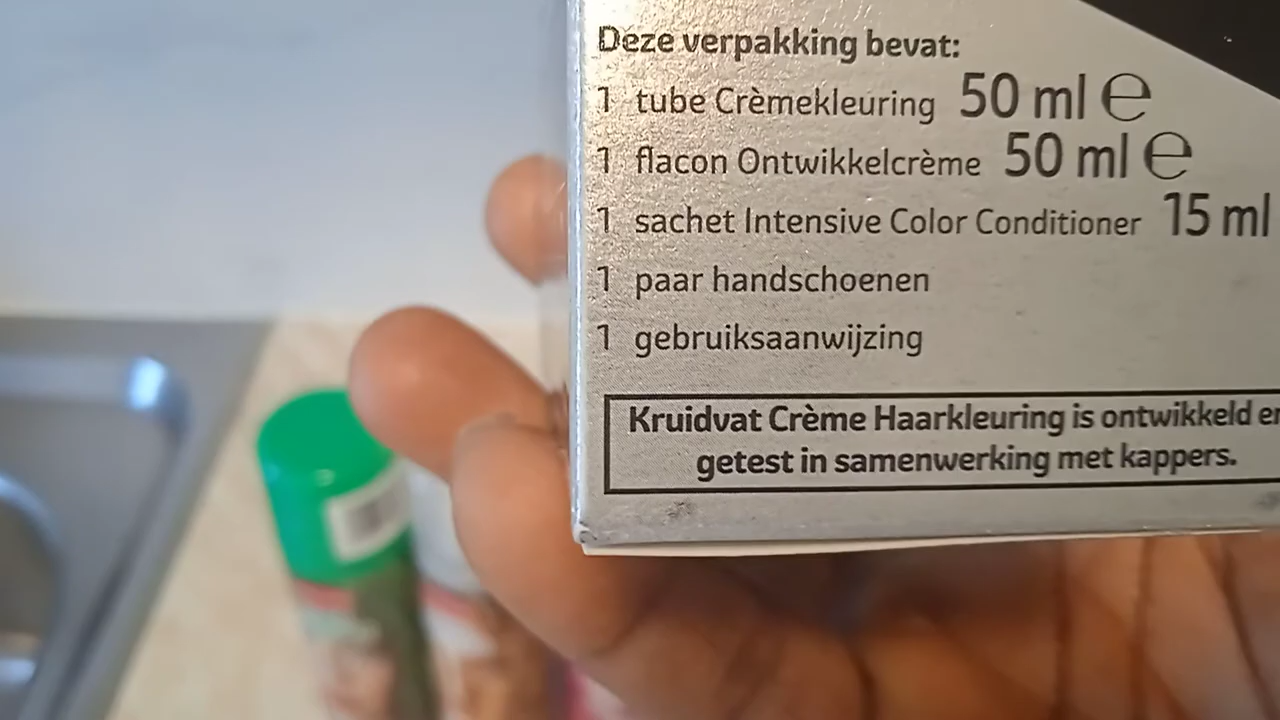 Deze verpakking bevat:
1 tube Crèmekleuring 50 ml ℮
1 flacon Ontwikkelcrème 50 ml ℮
1 sachet Intensive Color Conditioner 15 ml
1 paar handschoenen
1 gebruiksaanwijzing
Kruidvat Crème Haarkleuring is ontwikkeld en
getest in samenwerking met kappers.